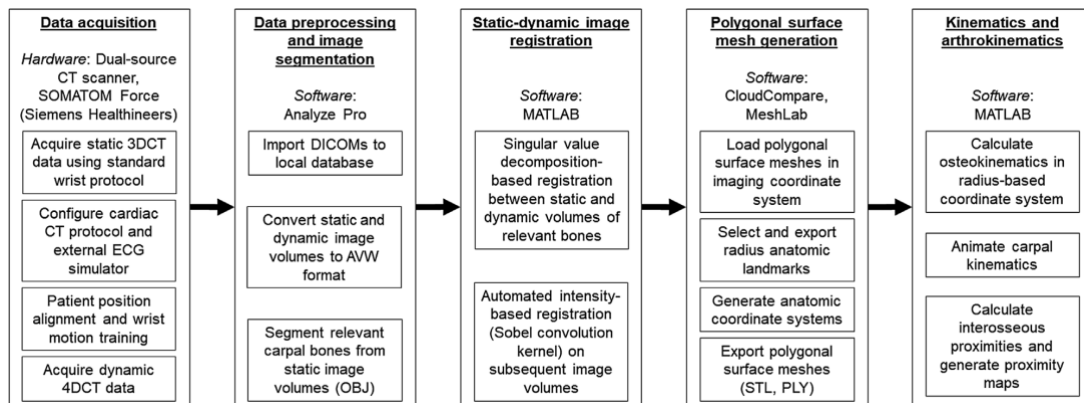 Data acquisition
Hardware: Dual-source
CT scanner,
SOMATOM Force
(Siemens Healthineers)
Acquire static 3DCT
data using standard
wrist protocol
Configure cardiac
CT protocol and
external ECG
simulator
Patient position
alignment and wrist
motion training
Acquire dynamic
4DCT data
Data preprocessing
and image
segmentation
Software:
Analyze Pro
Import DICOMs to
local database
Convert static and
dynamic image
volumes to AVW
format
Segment relevant
carpal bones from
static image
volumes (OBJ)
Static-dynamic image
registration
Software:
MATLAB
Singular value
decomposition-
based registration
between static and
dynamic volumes of
relevant bones
Automated intensity-
based registration
(Sobel convolution
kernel) on
subsequent image
volumes
Polygonal surface
mesh generation
Software:
CloudCompare,
MeshLab
Load polygonal
surface meshes in
imaging coordinate
system
Select and export
radius anatomic
landmarks
Generate anatomic
coordinate systems
Export polygonal
surface meshes
(STL, PLY)
Kinematics and
arthrokinematics
Software:
MATLAB
Calculate
osteokinematics in
radius-based
coordinate system
Animate carpal
kinematics
Calculate
interosseous
proximities and
generate proximity
maps